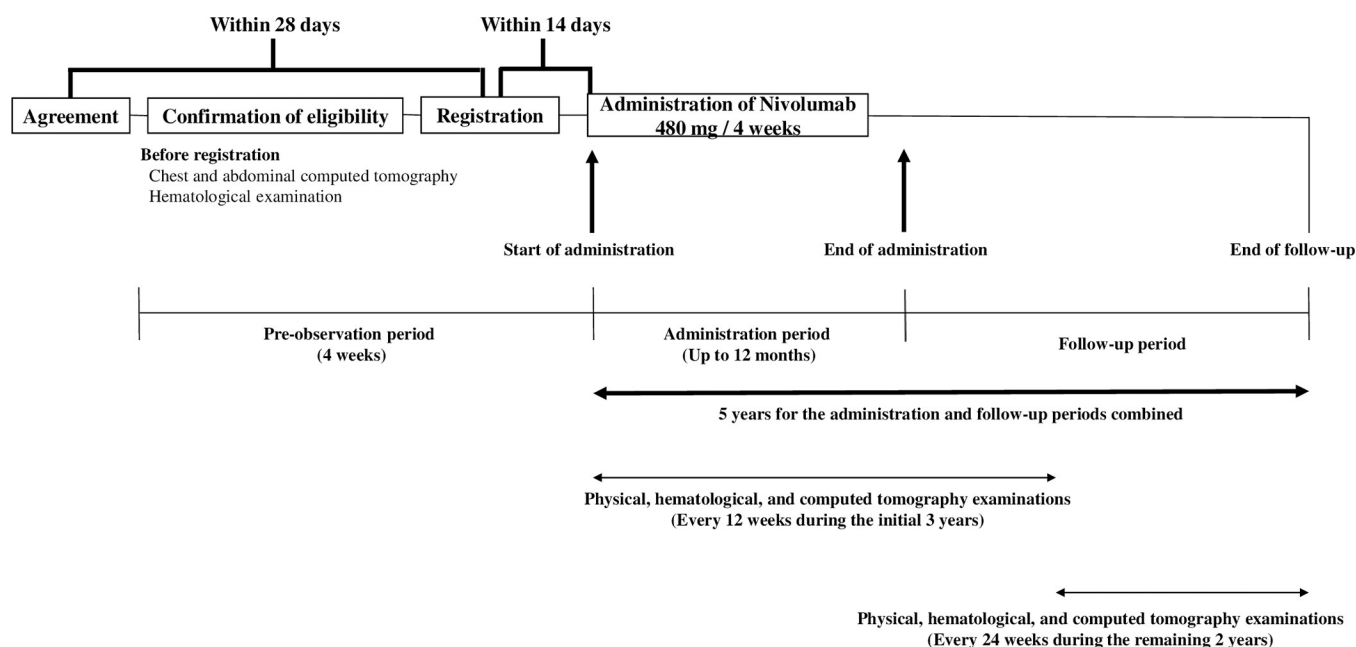 Within 28 days
Within 14 days
Agreement
Confirmation of eligibility
Registration
Administration of Nivolumab
480 mg / 4 weeks
Before registration
Chest and abdominal computed tomography
Hematological examination
Start of administration
End of administration
End of follow-up
Pre-observation period
(4 weeks)
Administration period
(Up to 12 months)
Follow-up period
5 years for the administration and follow-up periods combined
Physical, hematological, and computed tomography examinations
(Every 12 weeks during the initial 3 years)
Physical, hematological, and computed tomography examinations
(Every 24 weeks during the remaining 2 years)